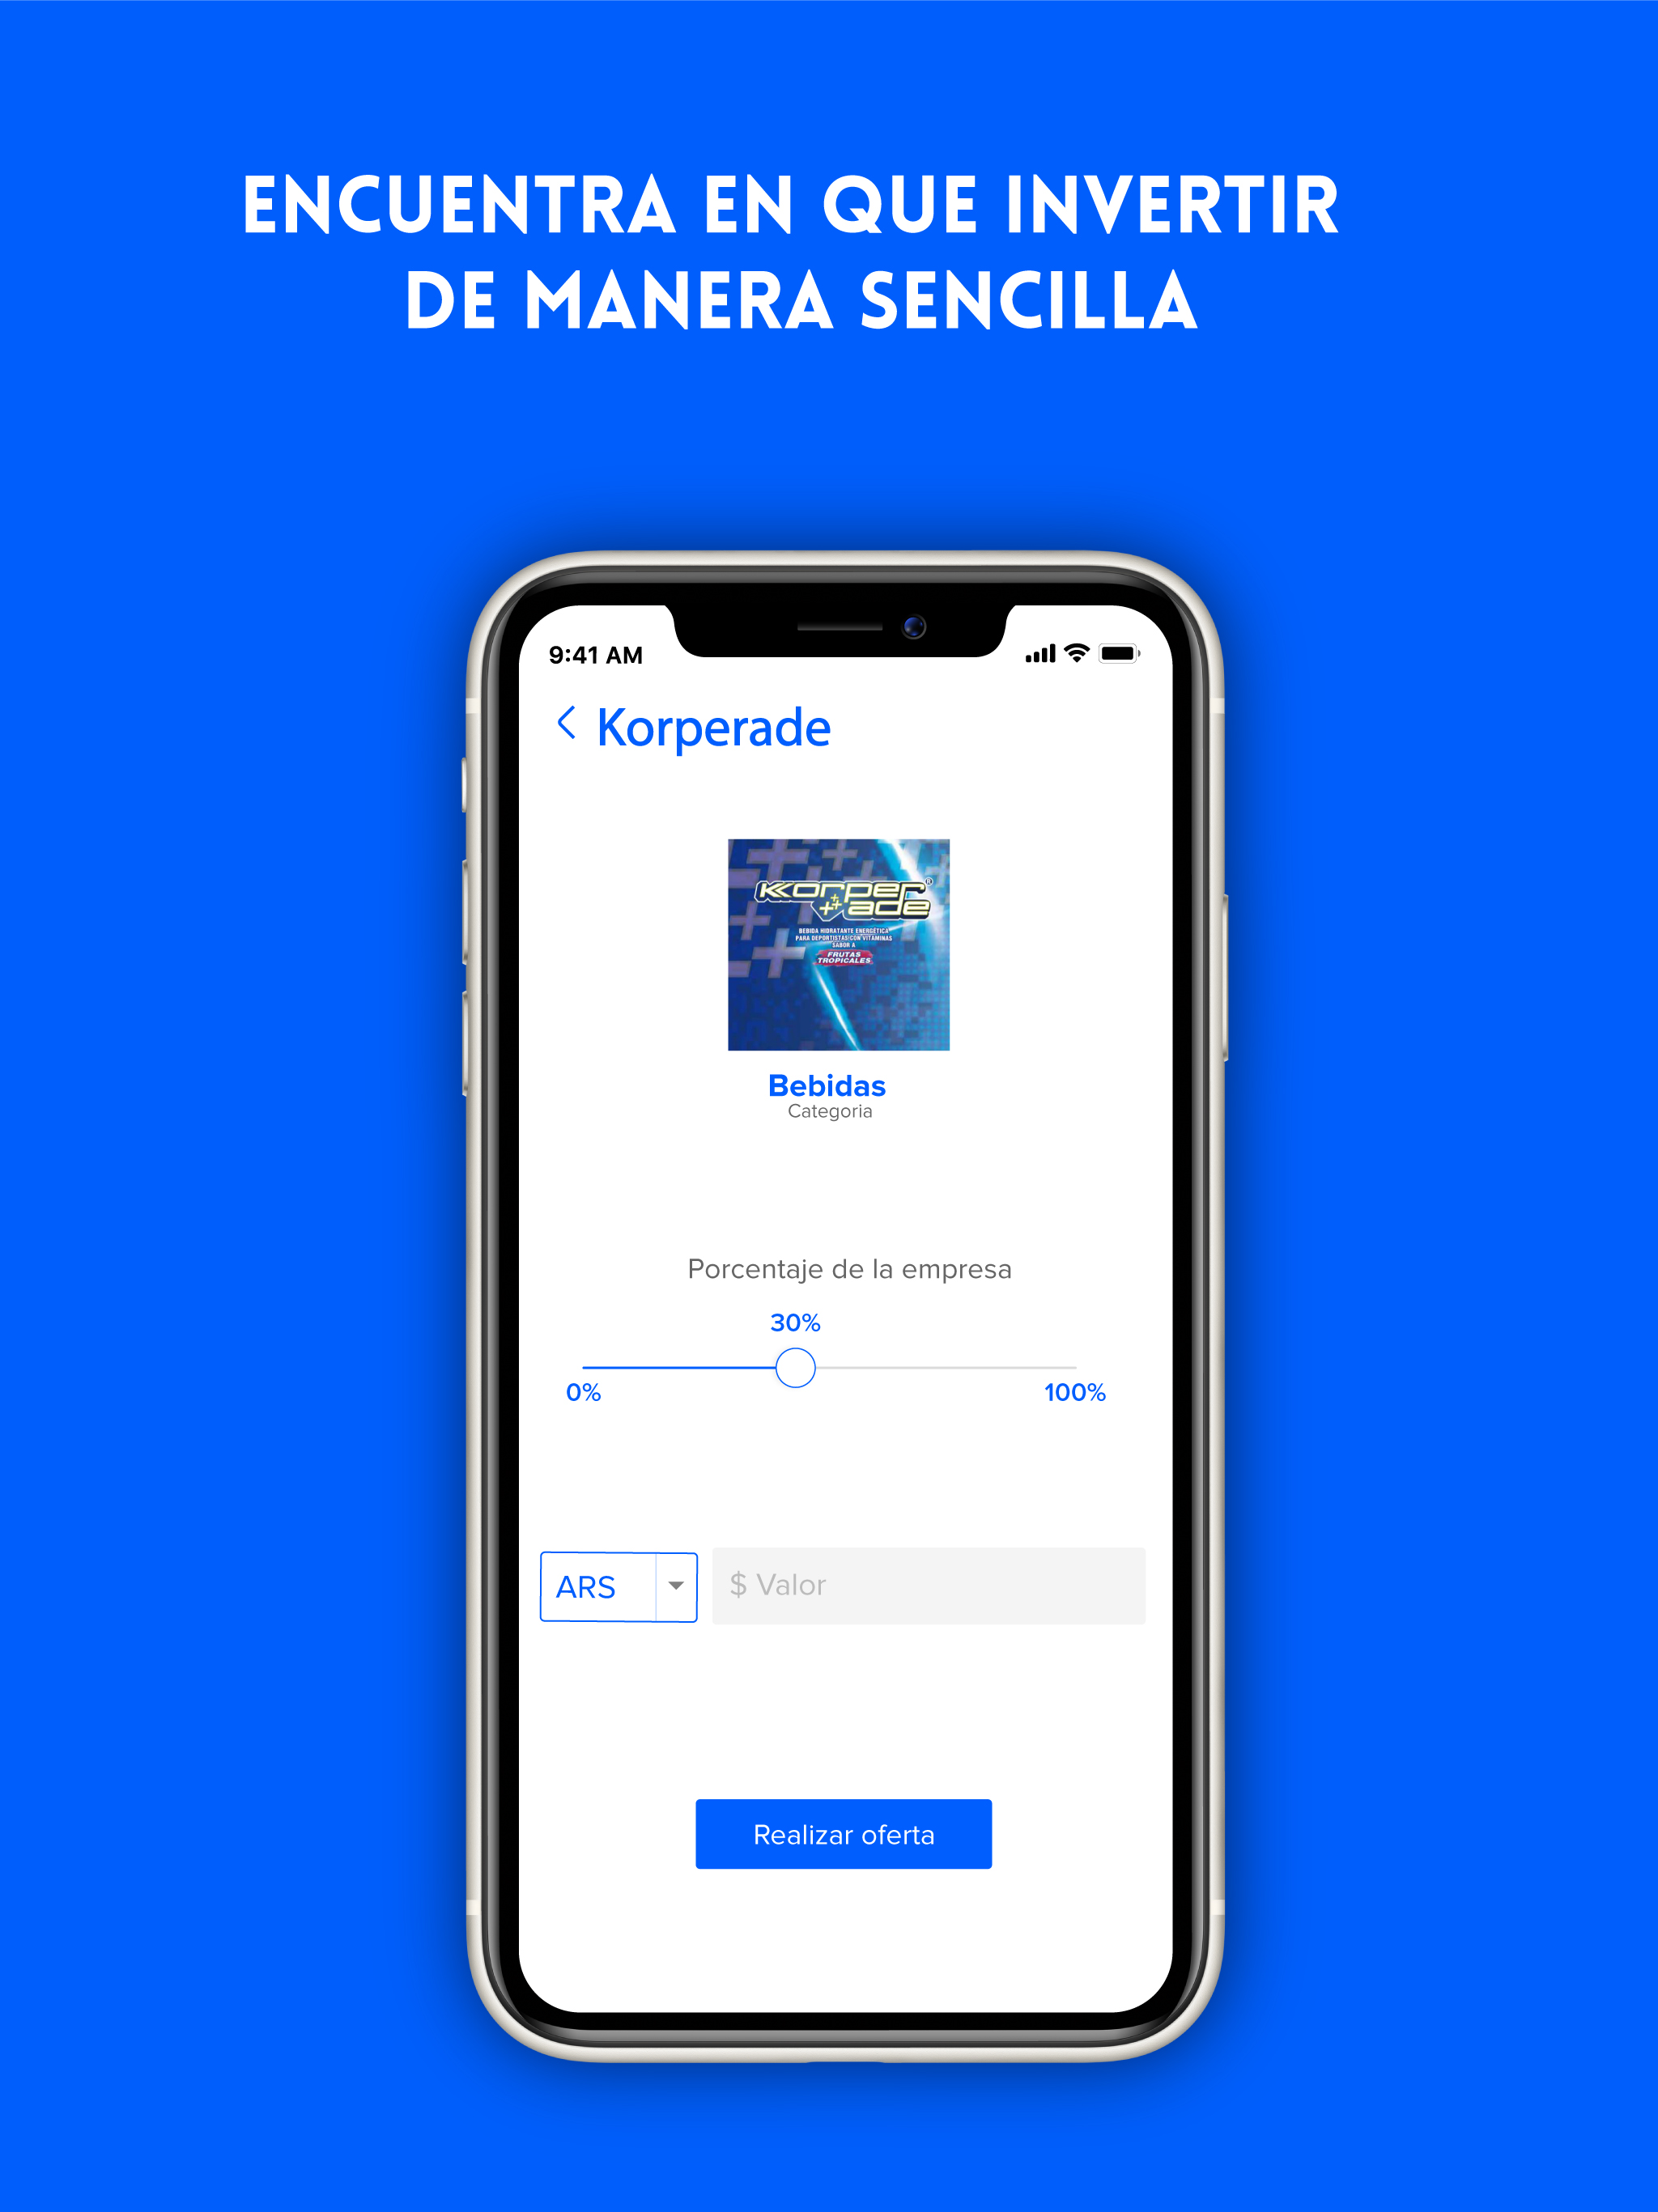 ENCUENTRA EN QUE INVERTIR
DE MANERA SENCILLA
9:41 AM
Korperade
Korper®
ade
BEBIDA HIDRATANTE ENERGÉTICA
PARA DEPORTISTAS CON VITAMINAS
SABOR A
FRUTAS
TROPICALES
Bebidas
Categoria
Porcentaje de la empresa
30%
0% 100%
ARS $ Valor
Realizar oferta